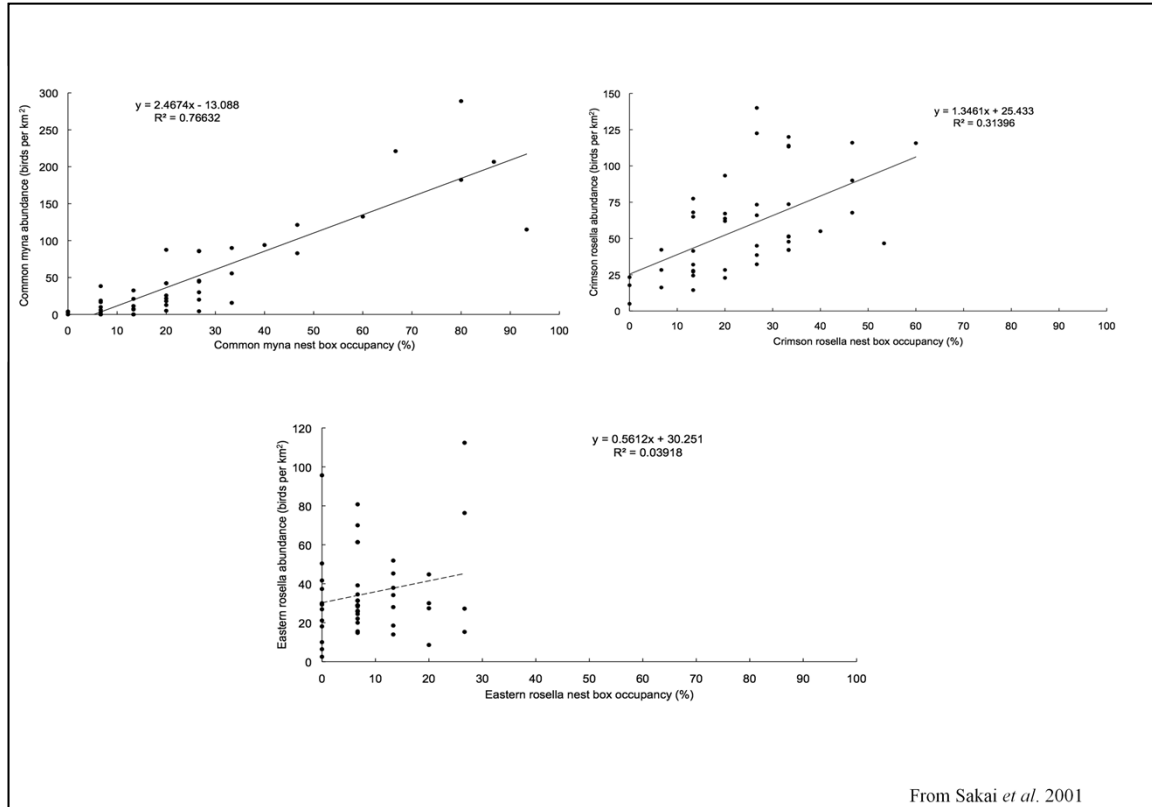 y = 2.4674x - 13.088
R² = 0.76632
Common myna abundance (birds per km²)
300
250
200
150
100
50
0
0 10 20 30 40 50 60 70 80 90 100
Common myna nest box occupancy (%)
y = 1.3461x + 25.433
R² = 0.31396
Crimson rosella abundance (birds per km²)
150
125
100
75
50
25
0
0 10 20 30 40 50 60 70 80 90 100
Crimson rosella nest box occupancy (%)
y = 0.5612x + 30.251
R² = 0.03918
Eastern rosella abundance (birds per km²)
120
100
80
60
40
20
0
0 10 20 30 40 50 60 70 80 90 100
Eastern rosella nest box occupancy (%)
From Sakai et al. 2001